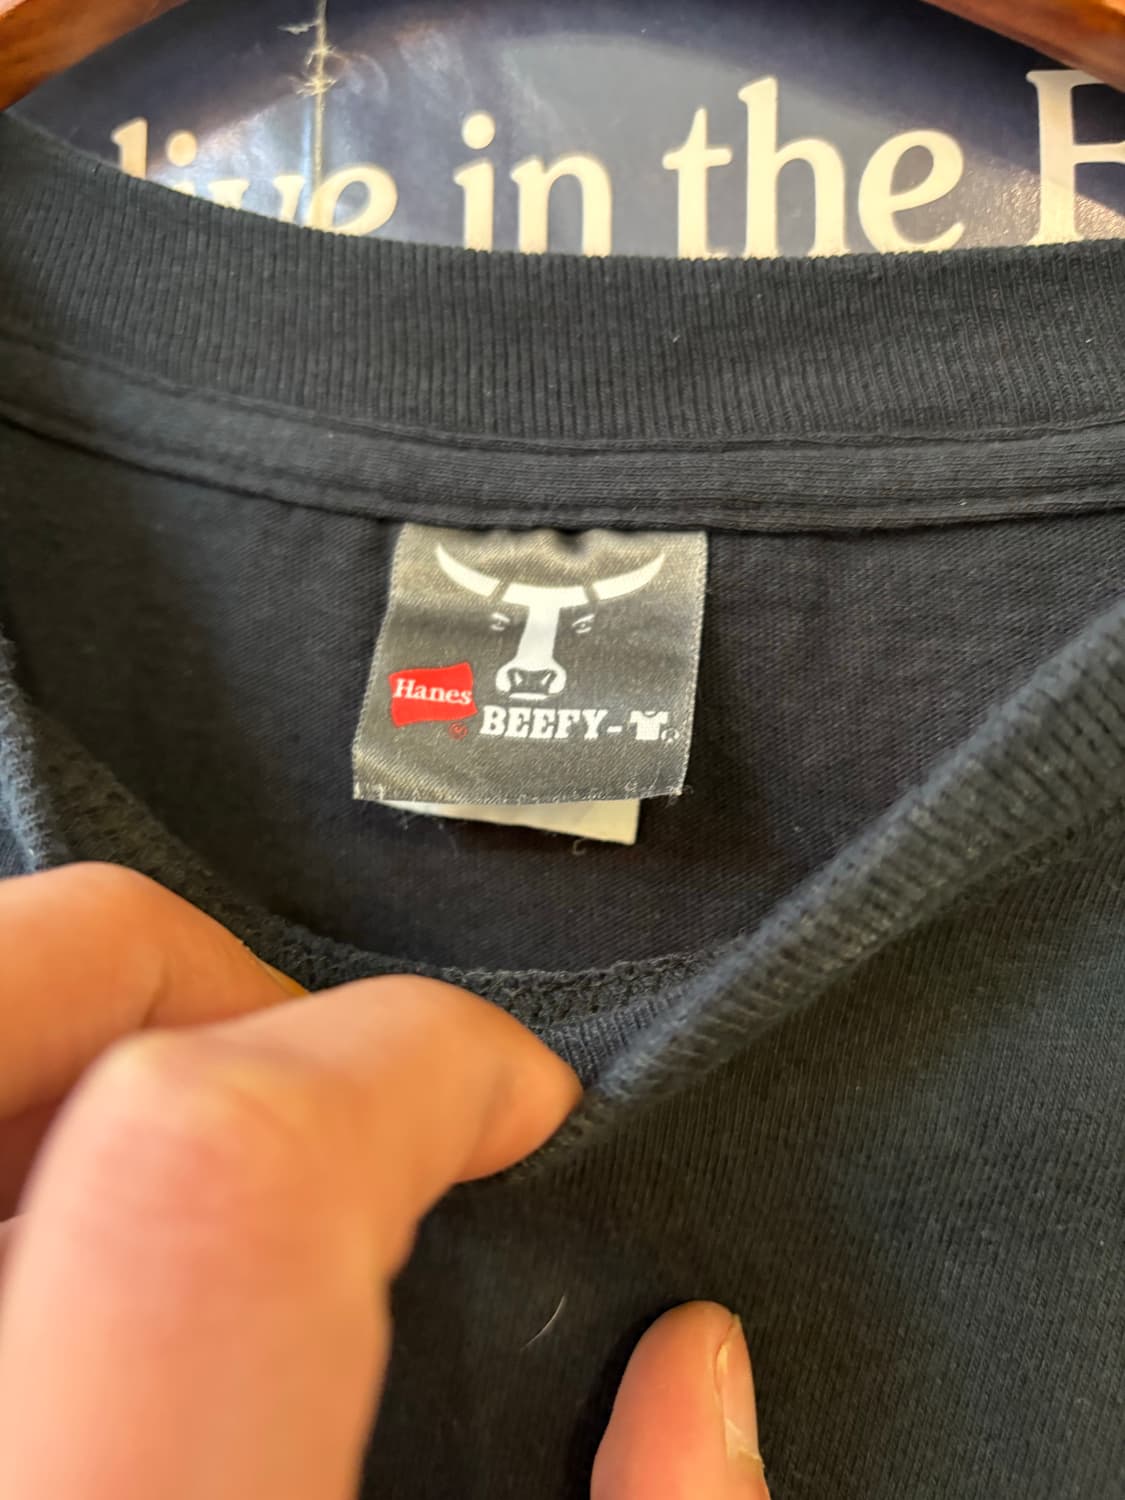 live in the
Hanes
BEEFY-